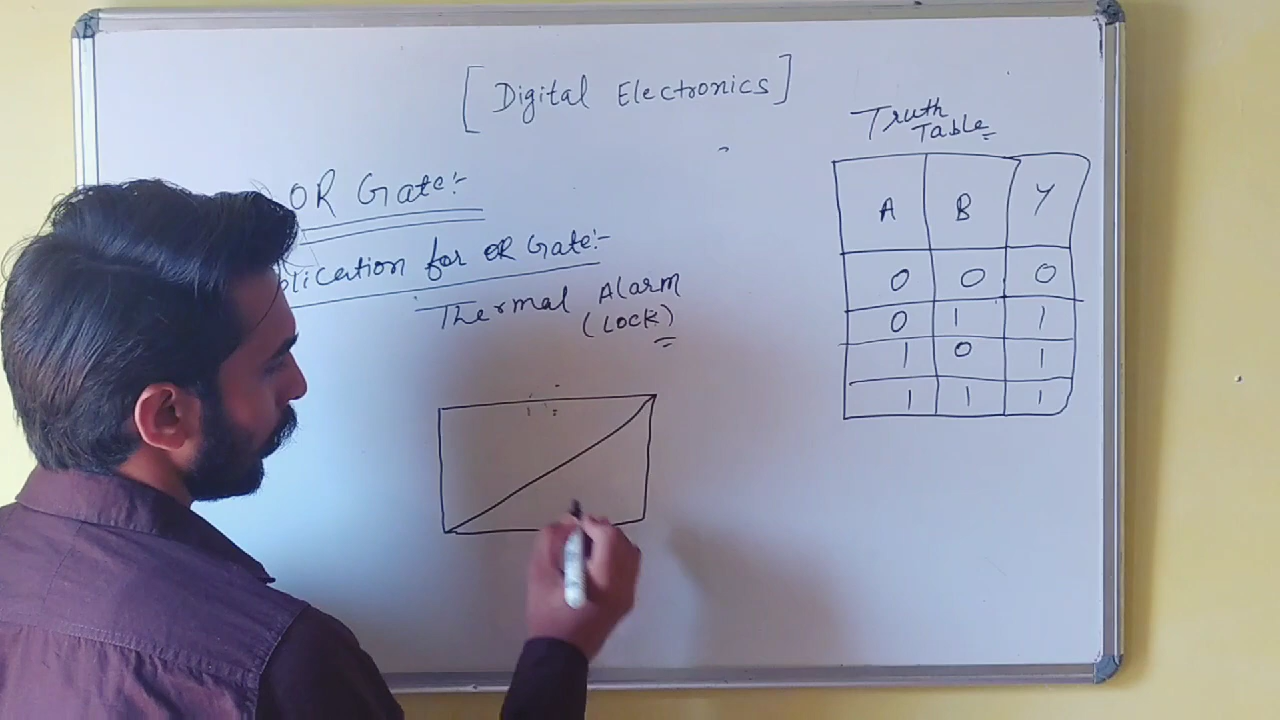 [ Digital Electronics ]
OR Gate:-
plication for OR Gate:-
Thermal Alarm
(LOCK)
Truth
Table
A B Y
0 0 0
0 1 1
1 0 1
1 1 1